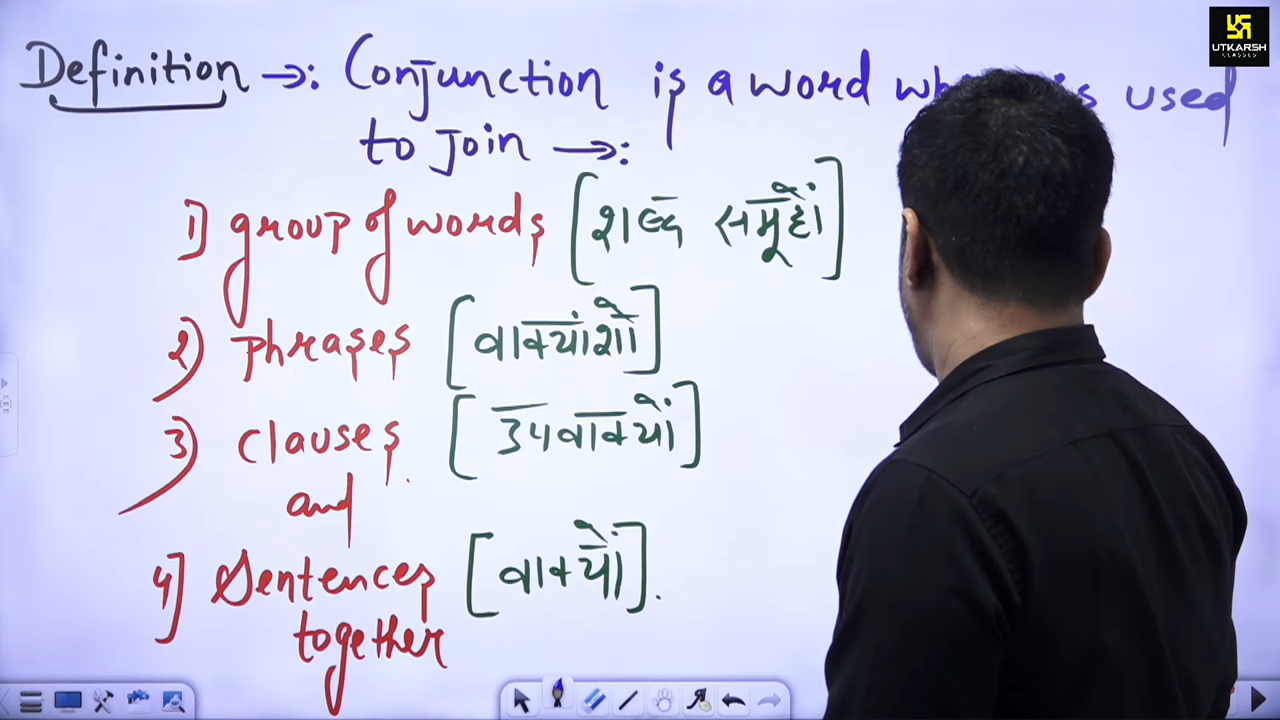 UTKARSH
CLASSES
Definition →: Conjunction is a word wh is used
to join →:
1) group of words [शब्द समूहों]
2) phrases [वाक्यांशों]
3) clauses [उपवाक्यों]
and
4] Sentences [वाक्यों].
together